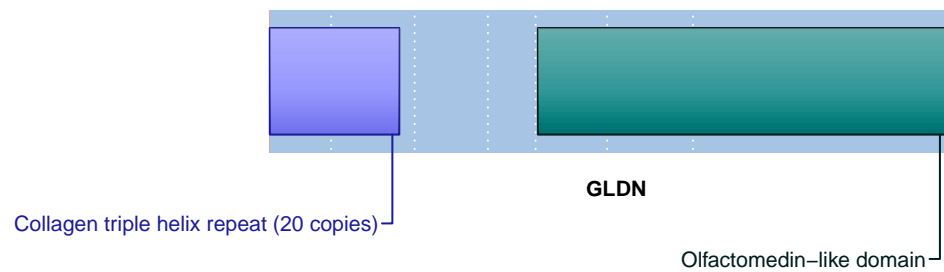 GLDN
Collagen triple helix repeat (20 copies)
Olfactomedin−like domain